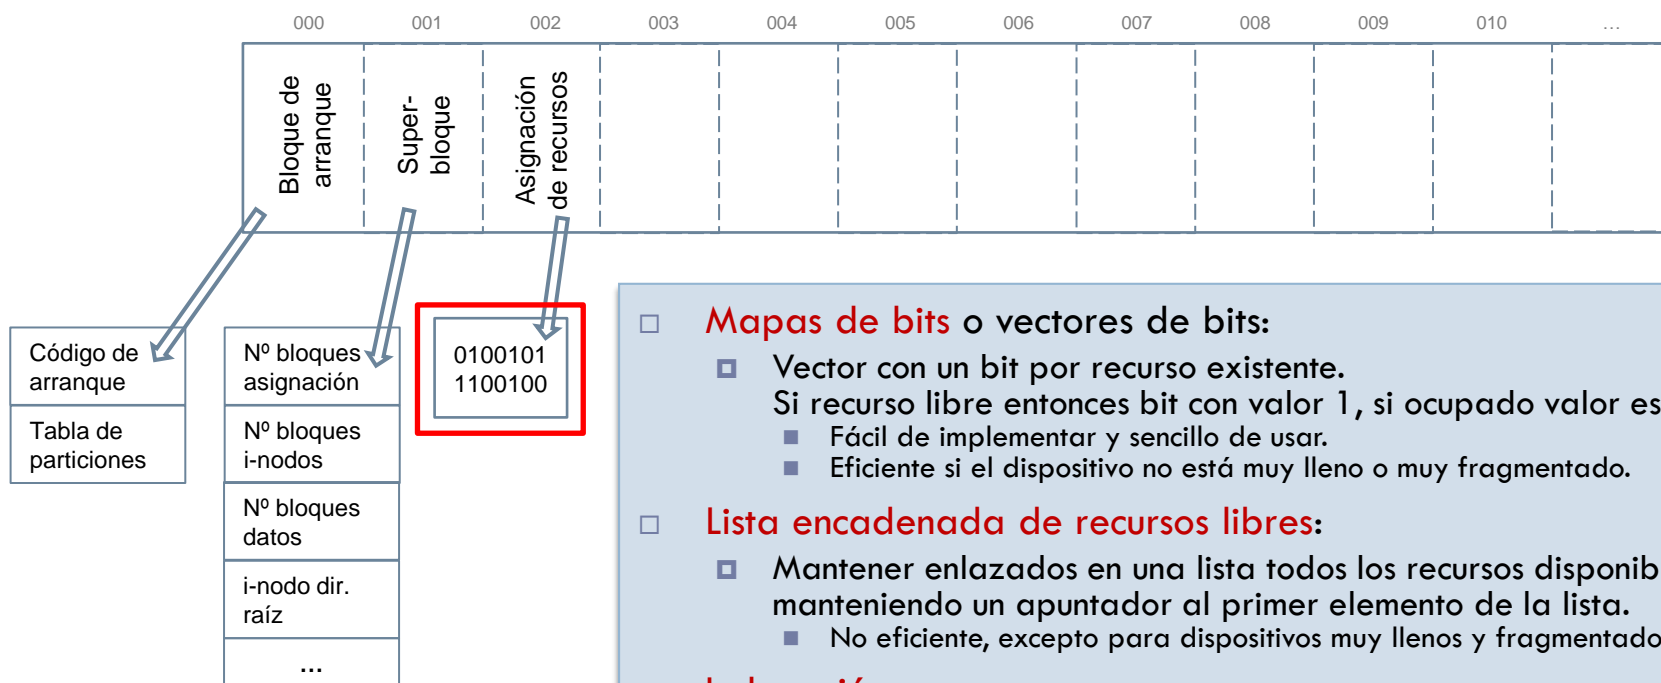 000 001 002 003 004 005 006 007 008 009 010 ...
Bloque de
arranque
Super-
bloque
Asignación
de recursos
Código de
arranque
Tabla de
particiones
Nº bloques
asignación
Nº bloques
i-nodos
Nº bloques
datos
i-nodo dir.
raíz
...
0100101
1100100
Mapas de bits o vectores de bits:
Vector con un bit por recurso existente.
Si recurso libre entonces bit con valor 1, si ocupado valor es
Fácil de implementar y sencillo de usar.
Eficiente si el dispositivo no está muy lleno o muy fragmentado.
Lista encadenada de recursos libres:
Mantener enlazados en una lista todos los recursos disponib
manteniendo un apuntador al primer elemento de la lista.
No eficiente, excepto para dispositivos muy llenos y fragmentado